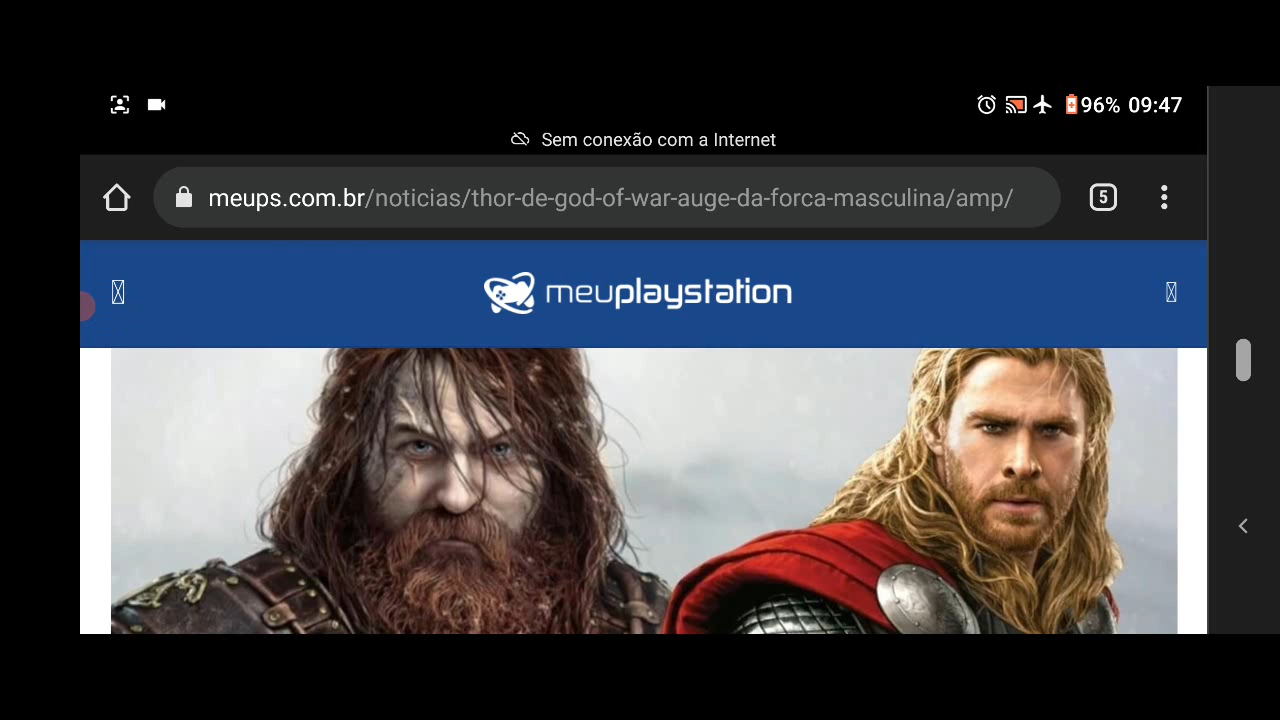 96% 09:47
Sem conexão com a Internet
meups.com.br/noticias/thor-de-god-of-war-auge-da-forca-masculina/amp/
5
meuplaystation